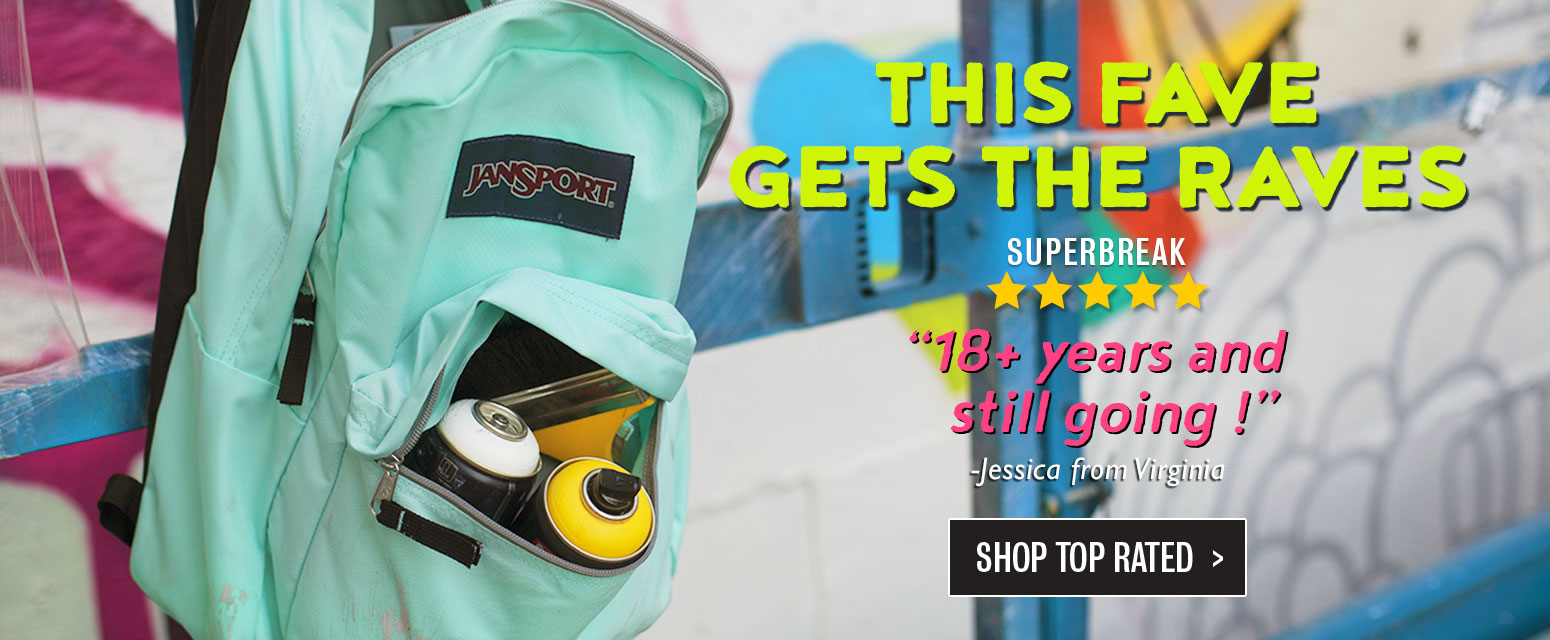 JANSPORT®
THIS FAVE
GETS THE RAVES
SUPERBREAK
“18+ years and
still going !”
-Jessica from Virginia
SHOP TOP RATED >